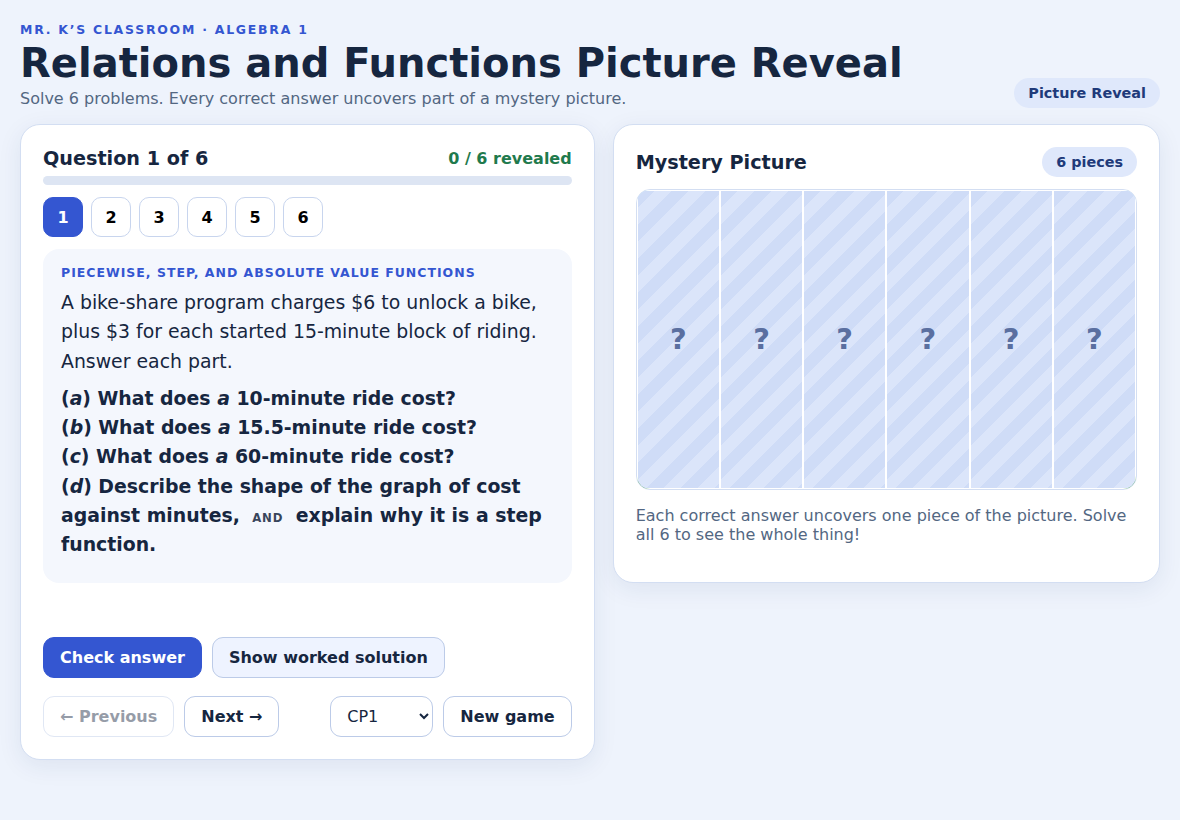 MR. K’S CLASSROOM · ALGEBRA 1
Relations and Functions Picture Reveal
Solve 6 problems. Every correct answer uncovers part of a mystery picture.
Picture Reveal
Question 1 of 6
0 / 6 revealed
1 2 3 4 5 6
PIECEWISE, STEP, AND ABSOLUTE VALUE FUNCTIONS
A bike-share program charges $6 to unlock a bike,
plus $3 for each started 15-minute block of riding.
Answer each part.
(a) What does a 10-minute ride cost?
(b) What does a 15.5-minute ride cost?
(c) What does a 60-minute ride cost?
(d) Describe the shape of the graph of cost
against minutes, AND explain why it is a step
function.
Check answer
Show worked solution
← Previous
Next →
CP1
New game
Mystery Picture
6 pieces
? ? ? ? ? ?
Each correct answer uncovers one piece of the picture. Solve
all 6 to see the whole thing!